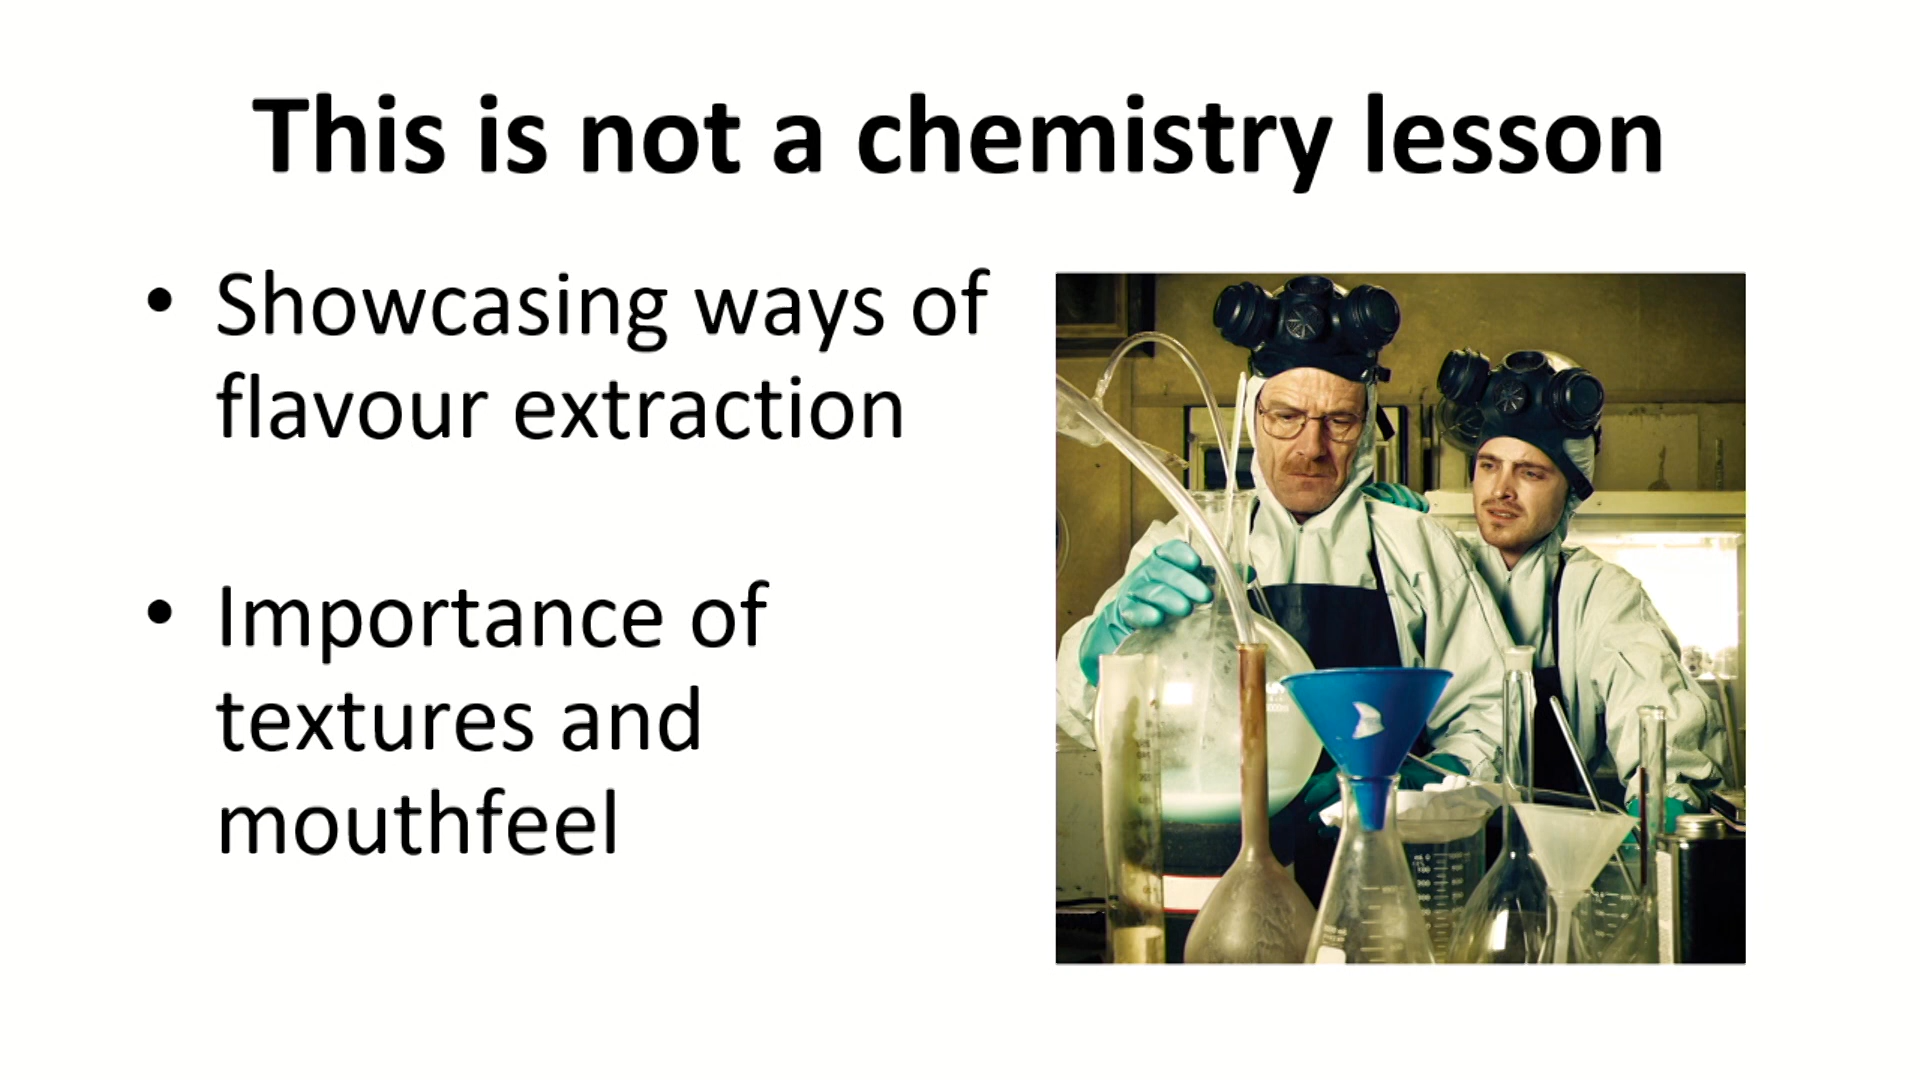 This is not a chemistry lesson
• Showcasing ways of
flavour extraction
• Importance of
textures and
mouthfeel